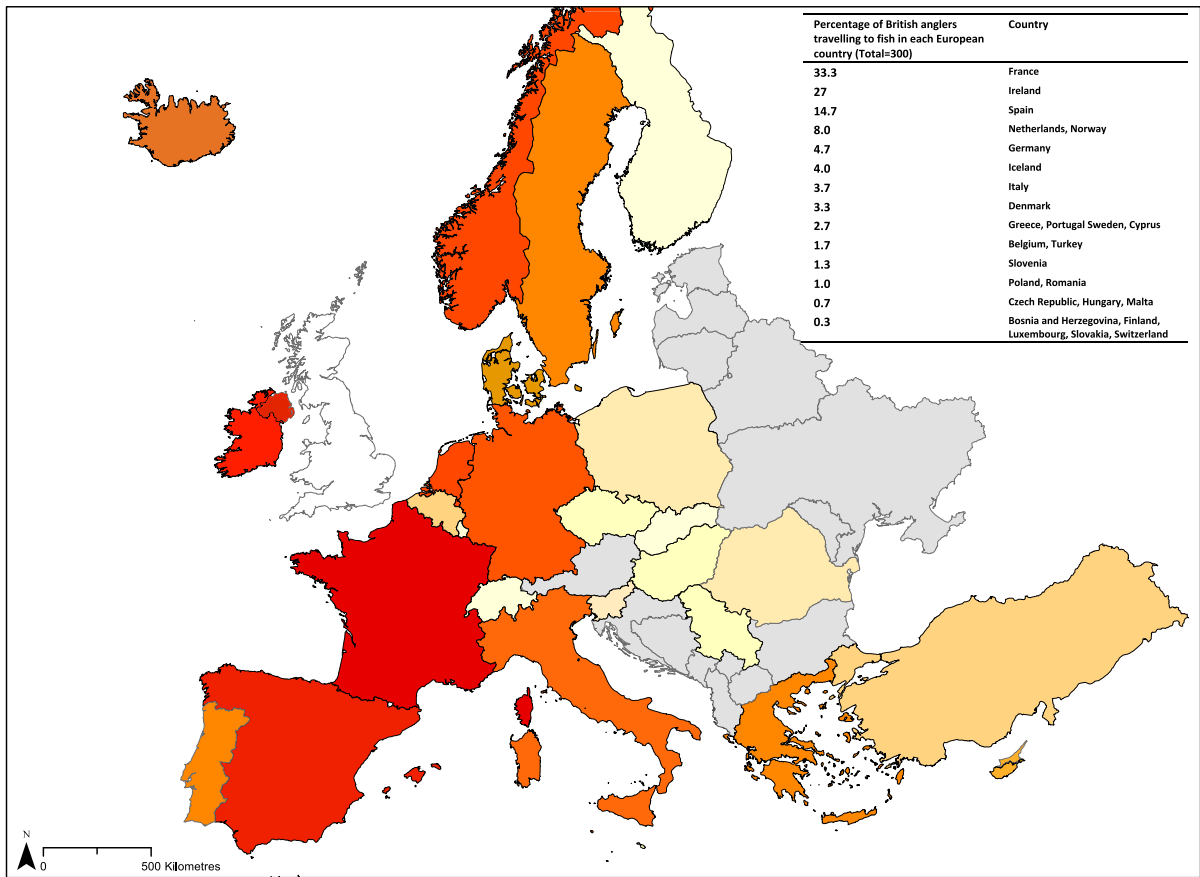 Percentage of British anglers
travelling to fish in each European
country (Total=300)
Country
33.3 France
27 Ireland
14.7 Spain
8.0 Netherlands, Norway
4.7 Germany
4.0 Iceland
3.7 Italy
3.3 Denmark
2.7 Greece, Portugal Sweden, Cyprus
1.7 Belgium, Turkey
1.3 Slovenia
1.0 Poland, Romania
0.7 Czech Republic, Hungary, Malta
0.3 Bosnia and Herzegovina, Finland,
Luxembourg, Slovakia, Switzerland
N
0 500 Kilometres